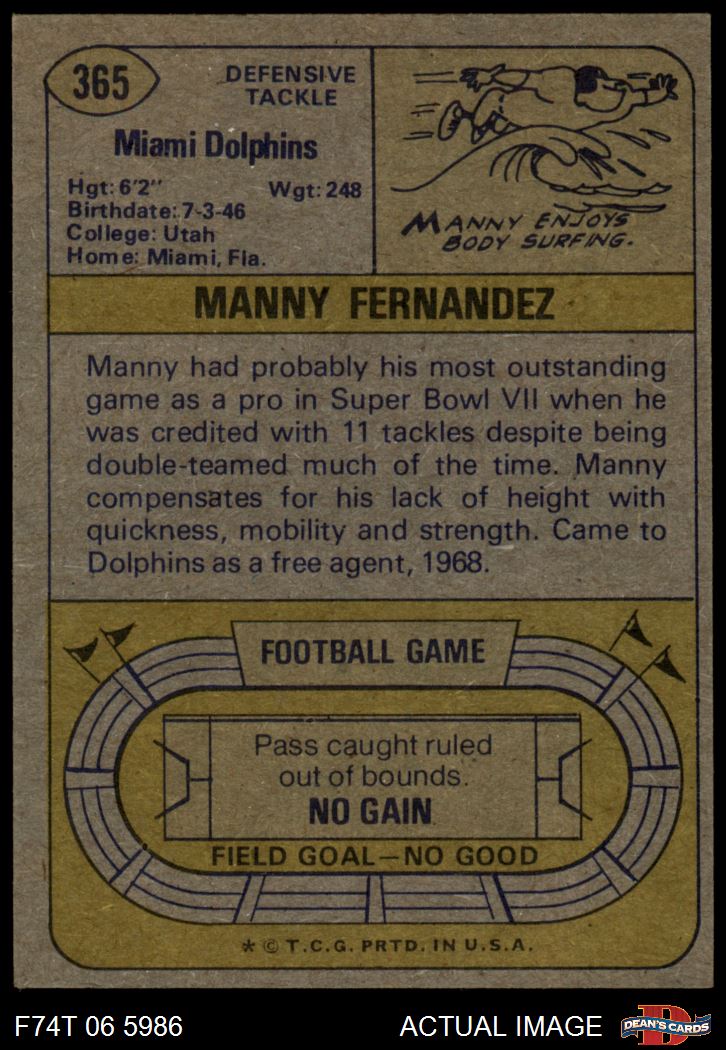 365
DEFENSIVE
TACKLE
Miami Dolphins
Hgt: 6'2" Wgt: 248
Birthdate: 7-3-46
College: Utah
Home: Miami, Fla.
MANNY ENJOYS
BODY SURFING.
MANNY FERNANDEZ
Manny had probably his most outstanding
game as a pro in Super Bowl VII when he
was credited with 11 tackles despite being
double-teamed much of the time. Manny
compensates for his lack of height with
quickness, mobility and strength. Came to
Dolphins as a free agent, 1968.
FOOTBALL GAME
Pass caught ruled
out of bounds.
NO GAIN
FIELD GOAL—NO GOOD
* © T.C.G. PRTD. IN U.S.A.
F74T 06 5986 ACTUAL IMAGE
D
DEAN'S CARDS